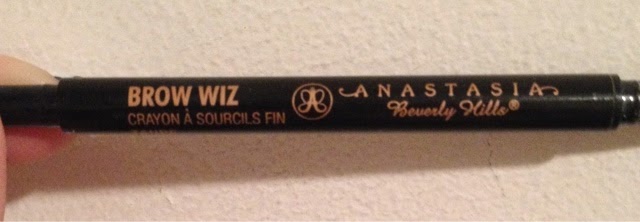 BROW WIZ
CRAYON À SOURCILS FIN
ANASTASIA
Beverly Hills®